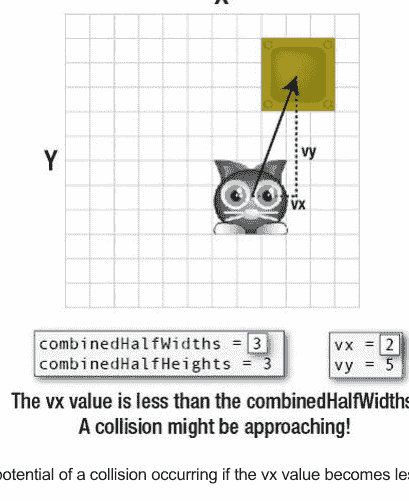 X
Y
vy
vx
combinedHalfWidths = 3
combinedHalfHeights = 3
vx = 2
vy = 5
The vx value is less than the combinedHalfWidths
A collision might be approaching!
potential of a collision occurring if the vx value becomes les